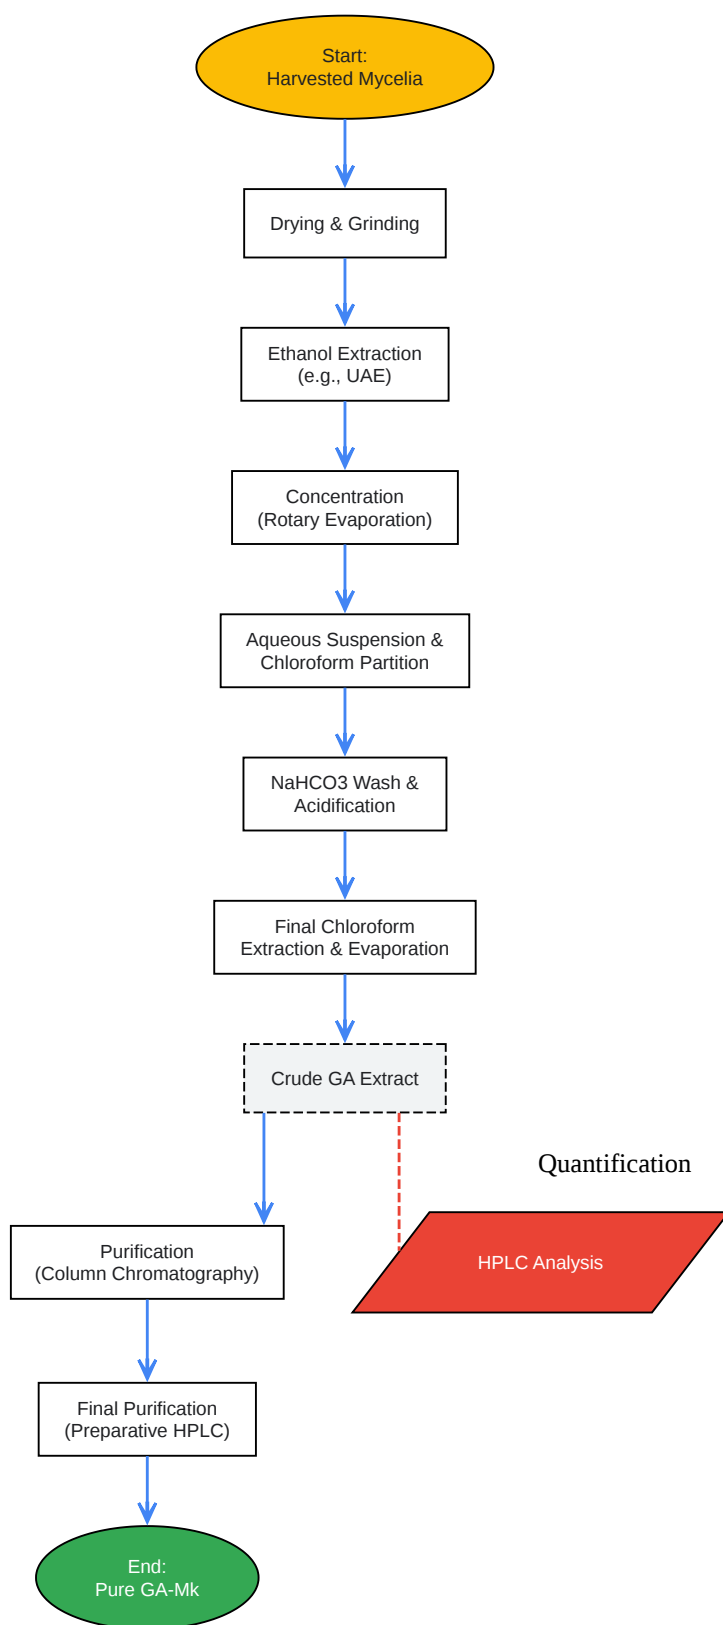 Start:
Harvested Mycelia
Drying & Grinding
Ethanol Extraction
(e.g., UAE)
Concentration
(Rotary Evaporation)
Aqueous Suspension &
Chloroform Partition
NaHCO3 Wash &
Acidification
Final Chloroform
Extraction & Evaporation
Crude GA Extract
Quantification
Purification
(Column Chromatography)
HPLC Analysis
Final Purification
(Preparative HPLC)
End:
Pure GA-Mk